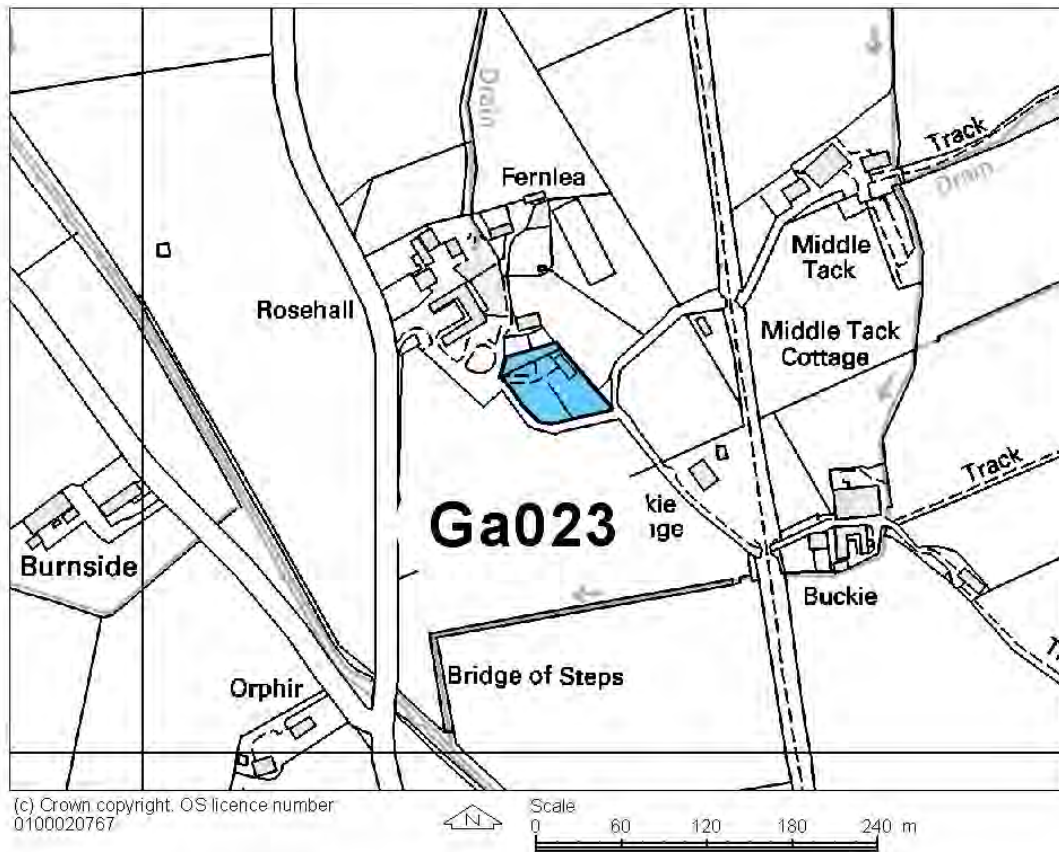 Drain
Track
Fernlea
Drain
Middle
Tack
Rosehall
Middle Tack
Cottage
Track
Ga023
kie
nge
Burnside
Buckie
Bridge of Steps
Orphir
(c) Crown copyright. OS licence number
0100020767
N
Scale
0 60 120 180 240 m